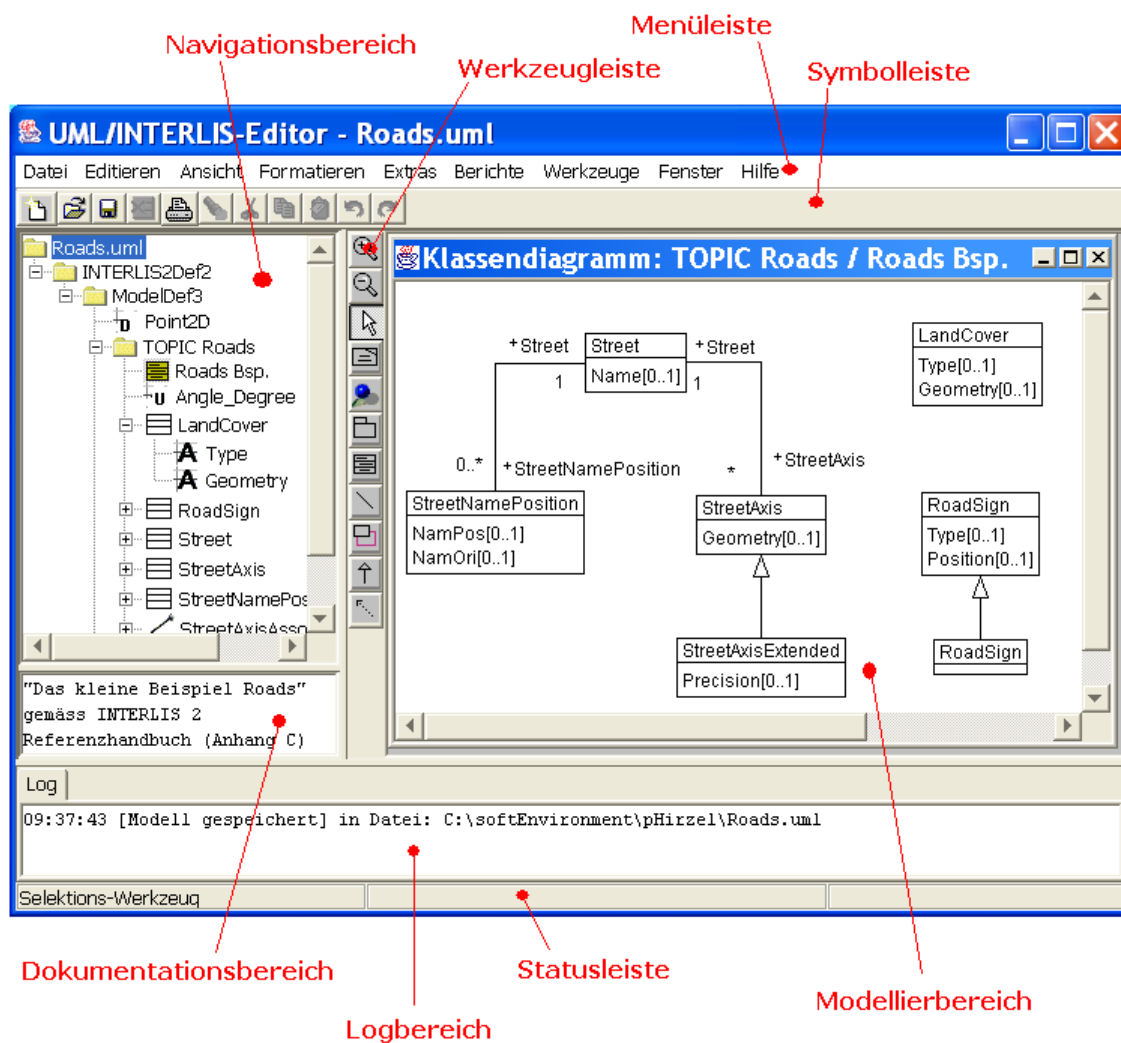 Menüleiste
Navigationsbereich
Werkzeugleiste
Symbolleiste
UML/INTERLIS-Editor - Roads.uml
Datei Editieren Ansicht Formatieren Extras Berichte Werkzeuge Fenster Hilfe
Roads.uml
INTERLIS2Def2
ModelDef3
Point2D
TOPIC Roads
Roads Bsp.
Angle_Degree
LandCover
Type
Geometry
RoadSign
Street
StreetAxis
StreetNamePos
StreetAxisAsso
"Das kleine Beispiel Roads"
gemäss INTERLIS 2
Referenzhandbuch (Anhang C)
Klassendiagramm: TOPIC Roads / Roads Bsp.
+Street
Street
Name[0..1]
+Street
1
1
LandCover
Type[0..1]
Geometry[0..1]
0..*
+StreetNamePosition
*
+StreetAxis
StreetNamePosition
NamPos[0..1]
NamOri[0..1]
StreetAxis
Geometry[0..1]
RoadSign
Type[0..1]
Position[0..1]
StreetAxisExtended
Precision[0..1]
RoadSign
Log
09:37:43 [Modell gespeichert] in Datei: C:\softEnvironment\pHirzel\Roads.uml
Selektions-Werkzeug
Dokumentationsbereich
Statusleiste
Modellierbereich
Logbereich